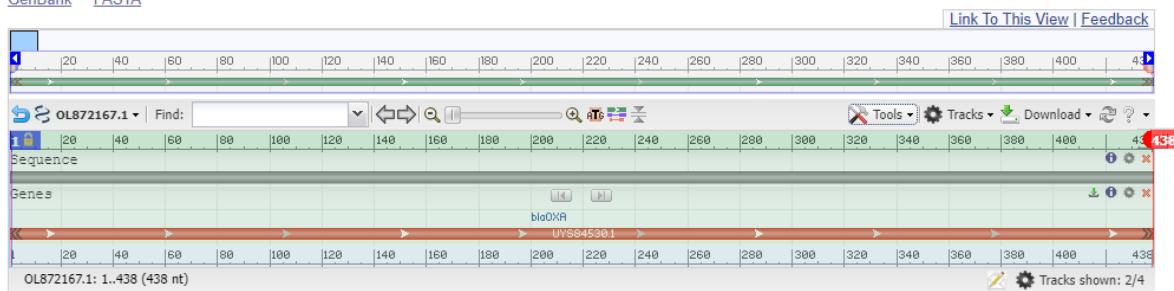 GenBank FASTA
Link To This View | Feedback
20 40 60 80 100 120 140 160 180 200 220 240 260 280 300 320 340 360 380 400 43
OL872167.1 Find: ATG Tools Tracks Download ?
1 20 40 60 80 100 120 140 160 180 200 220 240 260 280 300 320 340 360 380 400 43 438
Sequence
Genes
blaOXA
UYS84530.1
1 20 40 60 80 100 120 140 160 180 200 220 240 260 280 300 320 340 360 380 400 438
OL872167.1: 1..438 (438 nt) Tracks shown: 2/4